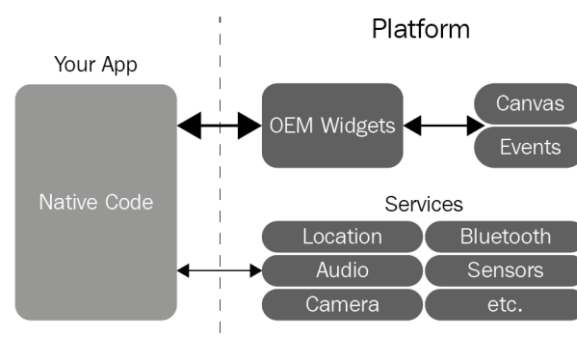 Platform
Your App
Native Code
OEM Widgets
Canvas
Events
Services
Location
Bluetooth
Audio
Sensors
Camera
etc.